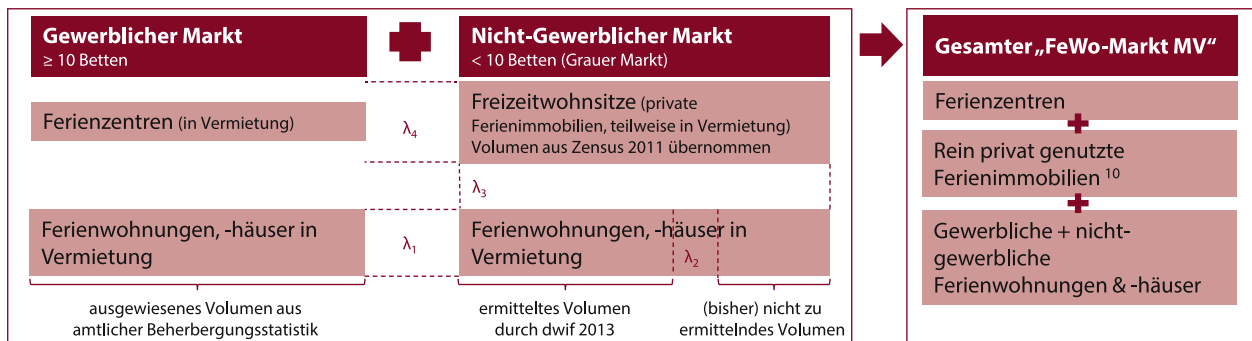 Gewerblicher Markt
≥ 10 Betten
Nicht-Gewerblicher Markt
< 10 Betten (Grauer Markt)
Gesamter „FeWo-Markt MV“
Ferienzentren (in Vermietung)
λ4
Freizeitwohnsitze (private
Ferienimmobilien, teilweise in Vermietung)
Volumen aus Zensus 2011 übernommen
λ3
Ferienwohnungen, -häuser in
Vermietung
λ1
Ferienwohnungen, -häuser in
Vermietung
λ2
ausgewiesenes Volumen aus
amtlicher Beherbergungsstatistik
ermitteltes Volumen
durch dwif 2013
(bisher) nicht zu
ermittelndes Volumen
Ferienzentren
Rein privat genutzte
Ferienimmobilien 10
Gewerbliche + nicht-
gewerbliche
Ferienwohnungen & -häuser